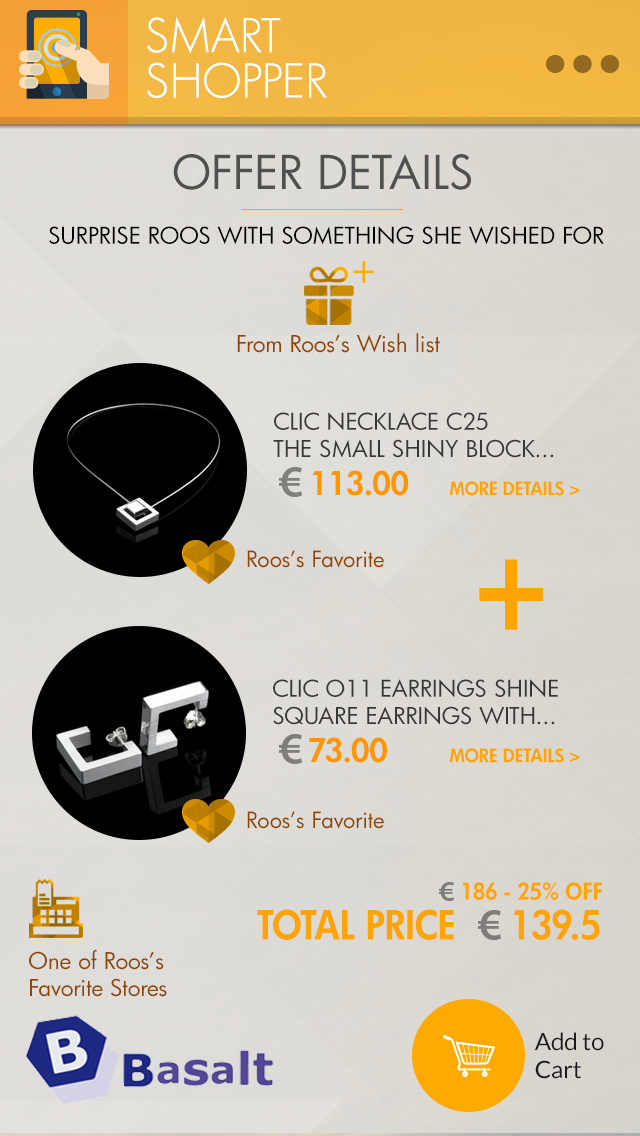 SMART
SHOPPER
OFFER DETAILS
SURPRISE ROOS WITH SOMETHING SHE WISHED FOR
From Roos's Wish list
CLIC NECKLACE C25
THE SMALL SHINY BLOCK...
€ 113.00 MORE DETAILS >
Roos's Favorite
+
CLIC O11 EARRINGS SHINE
SQUARE EARRINGS WITH...
€ 73.00 MORE DETAILS >
Roos's Favorite
€ 186 - 25% OFF
TOTAL PRICE € 139.5
One of Roos's
Favorite Stores
B Basalt
Add to
Cart